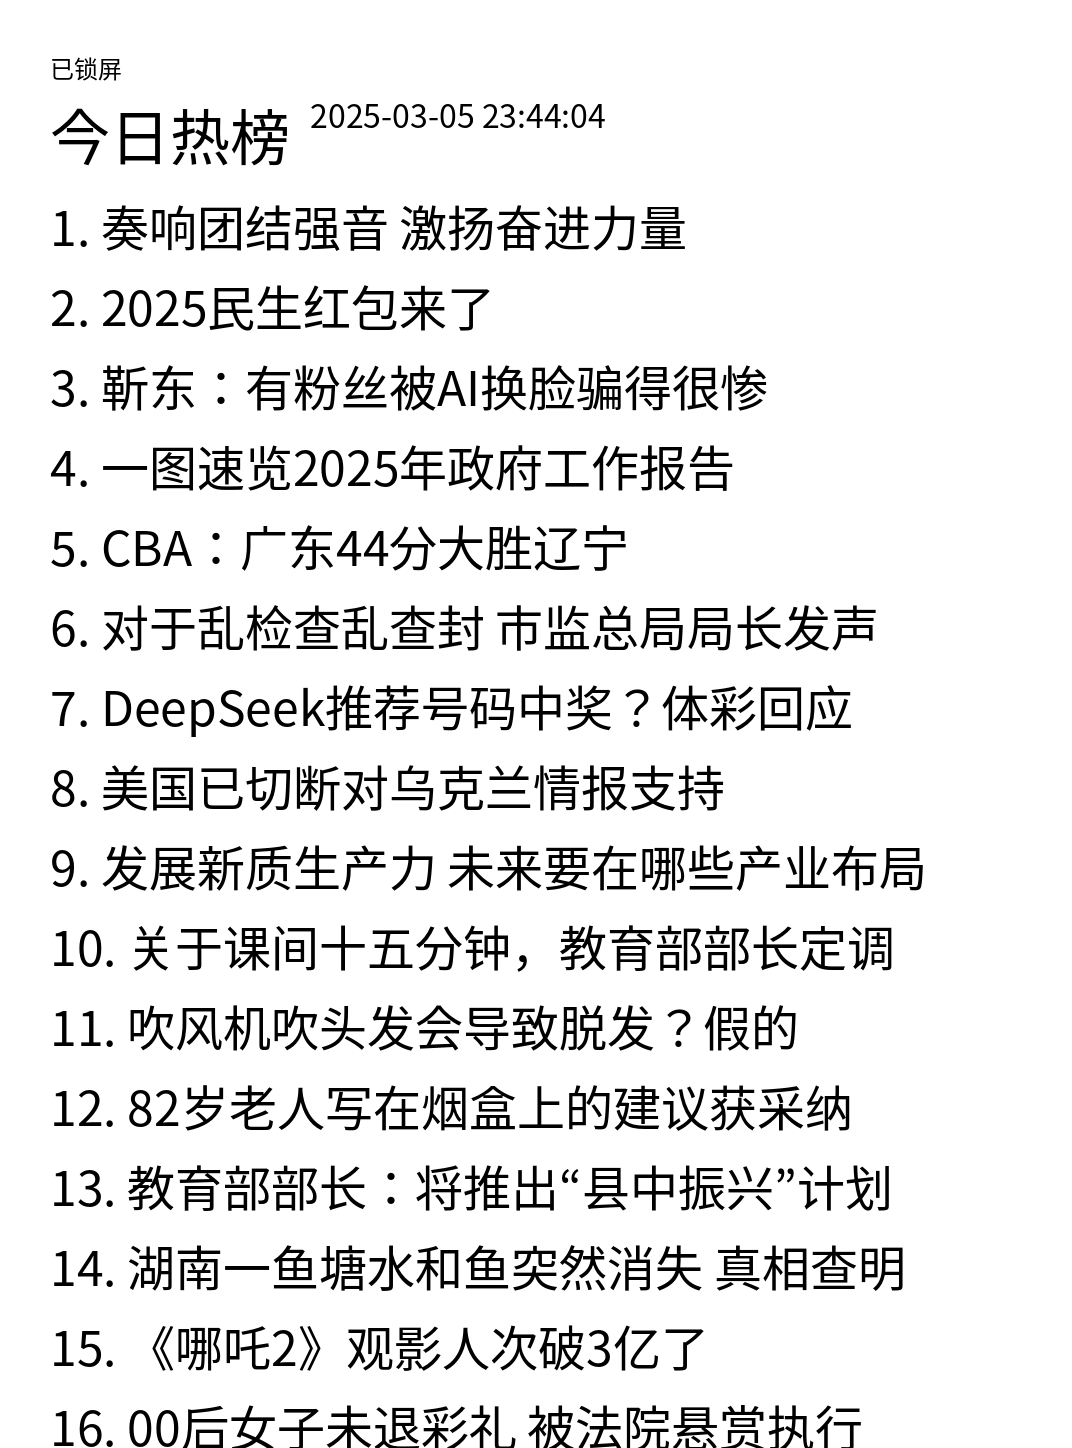 已锁屏
今日热榜 2025-03-05 23:44:04
1. 奏响团结强音 激扬奋进力量
2. 2025民生红包来了
3. 靳东：有粉丝被AI换脸骗得很惨
4. 一图速览2025年政府工作报告
5. CBA：广东44分大胜辽宁
6. 对于乱检查乱查封 市监总局局长发声
7. DeepSeek推荐号码中奖？体彩回应
8. 美国已切断对乌克兰情报支持
9. 发展新质生产力 未来要在哪些产业布局
10. 关于课间十五分钟，教育部部长定调
11. 吹风机吹头发会导致脱发？假的
12. 82岁老人写在烟盒上的建议获采纳
13. 教育部部长：将推出“县中振兴”计划
14. 湖南一鱼塘水和鱼突然消失 真相查明
15. 《哪吒2》观影人次破3亿了
16. 00后女子未退彩礼 被法院悬赏执行